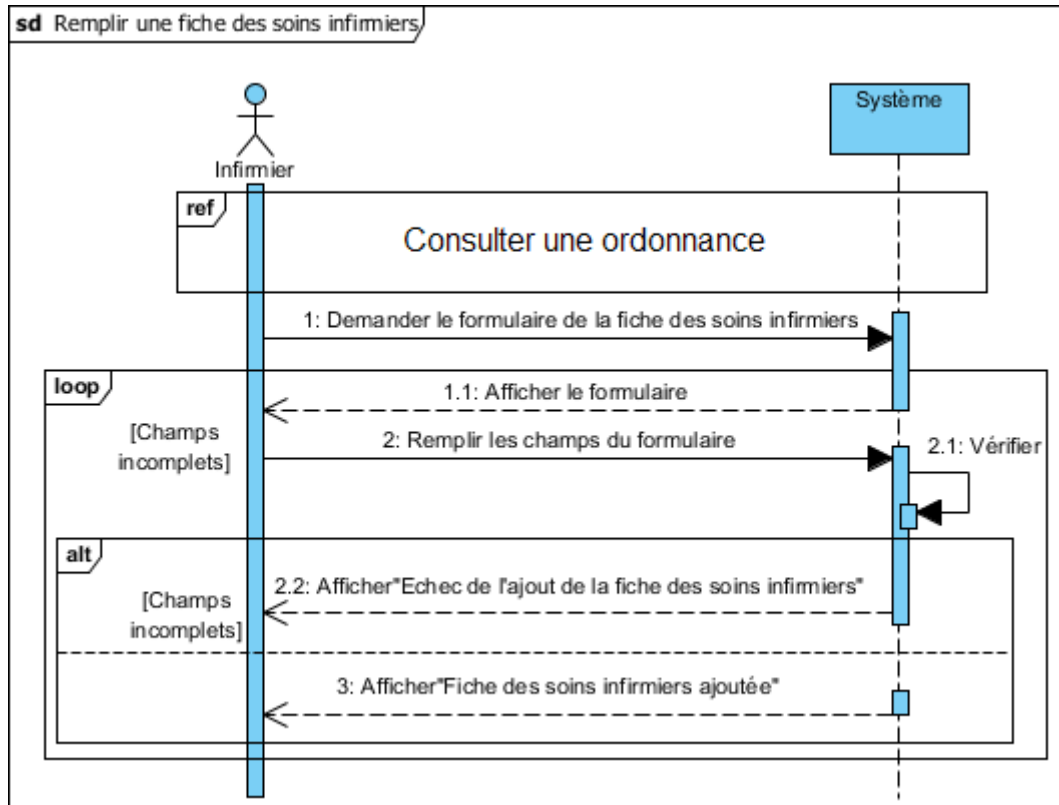 sd Remplir une fiche des soins infirmiers
Système
Infirmier
ref
Consulter une ordonnance
1: Demander le formulaire de la fiche des soins infirmiers
loop
1.1: Afficher le formulaire
[Champs
incomplets]
2: Remplir les champs du formulaire
2.1: Vérifier
alt
2.2: Afficher"Echec de l'ajout de la fiche des soins infirmiers"
[Champs
incomplets]
3: Afficher"Fiche des soins infirmiers ajoutée"